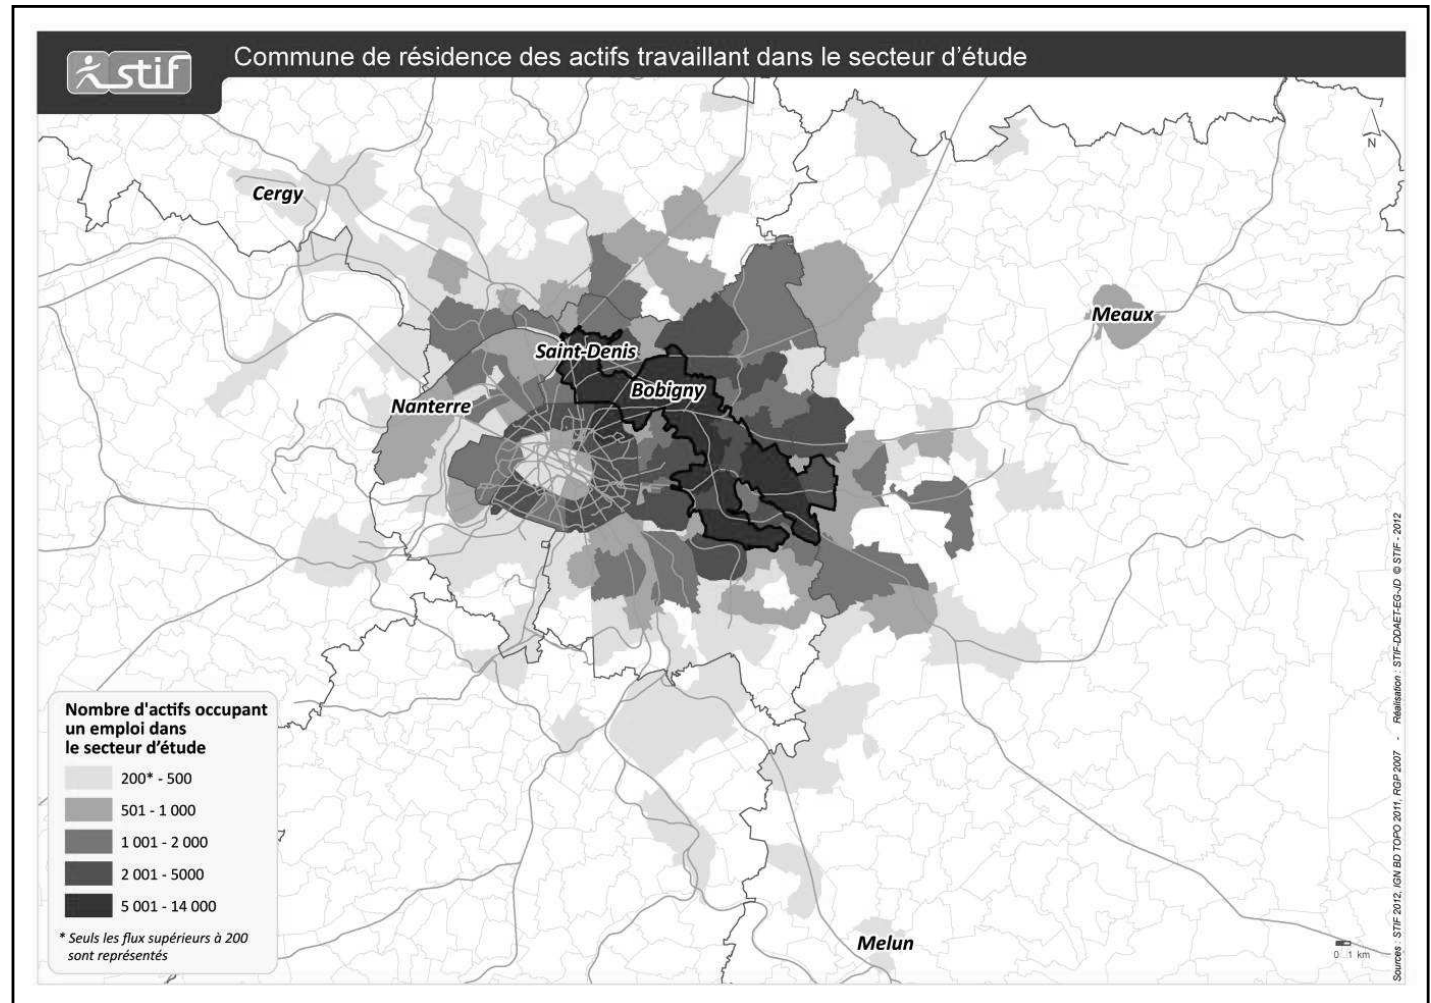 stif
Commune de résidence des actifs travaillant dans le secteur d'étude
N
Cergy
Meaux
Saint-Denis
Bobigny
Nanterre
Melun
Nombre d'actifs occupant
un emploi dans
le secteur d'étude
200* - 500
501 - 1 000
1 001 - 2 000
2 001 - 5000
5 001 - 14 000
* Seuls les flux supérieurs à 200
sont représentés
0 1 km
Sources : STIF 2012, IGN BD TOPO 2011, RGP 2007 - Réalisation : STIF-DDAET-EG-JD © STIF - 2012